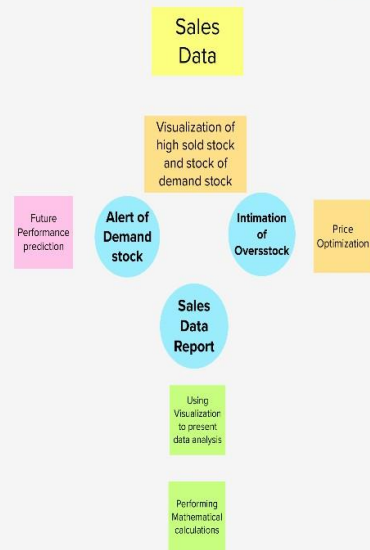 Sales
Data
Visualization of
high sold stock
and stock of
demand stock
Future
Performance
prediction
Alert of
Demand
stock
Intimation
of
Oversstock
Price
Optimization
Sales
Data
Report
Using
Visualization
to present
data analysis
Performing
Mathematical
calculations